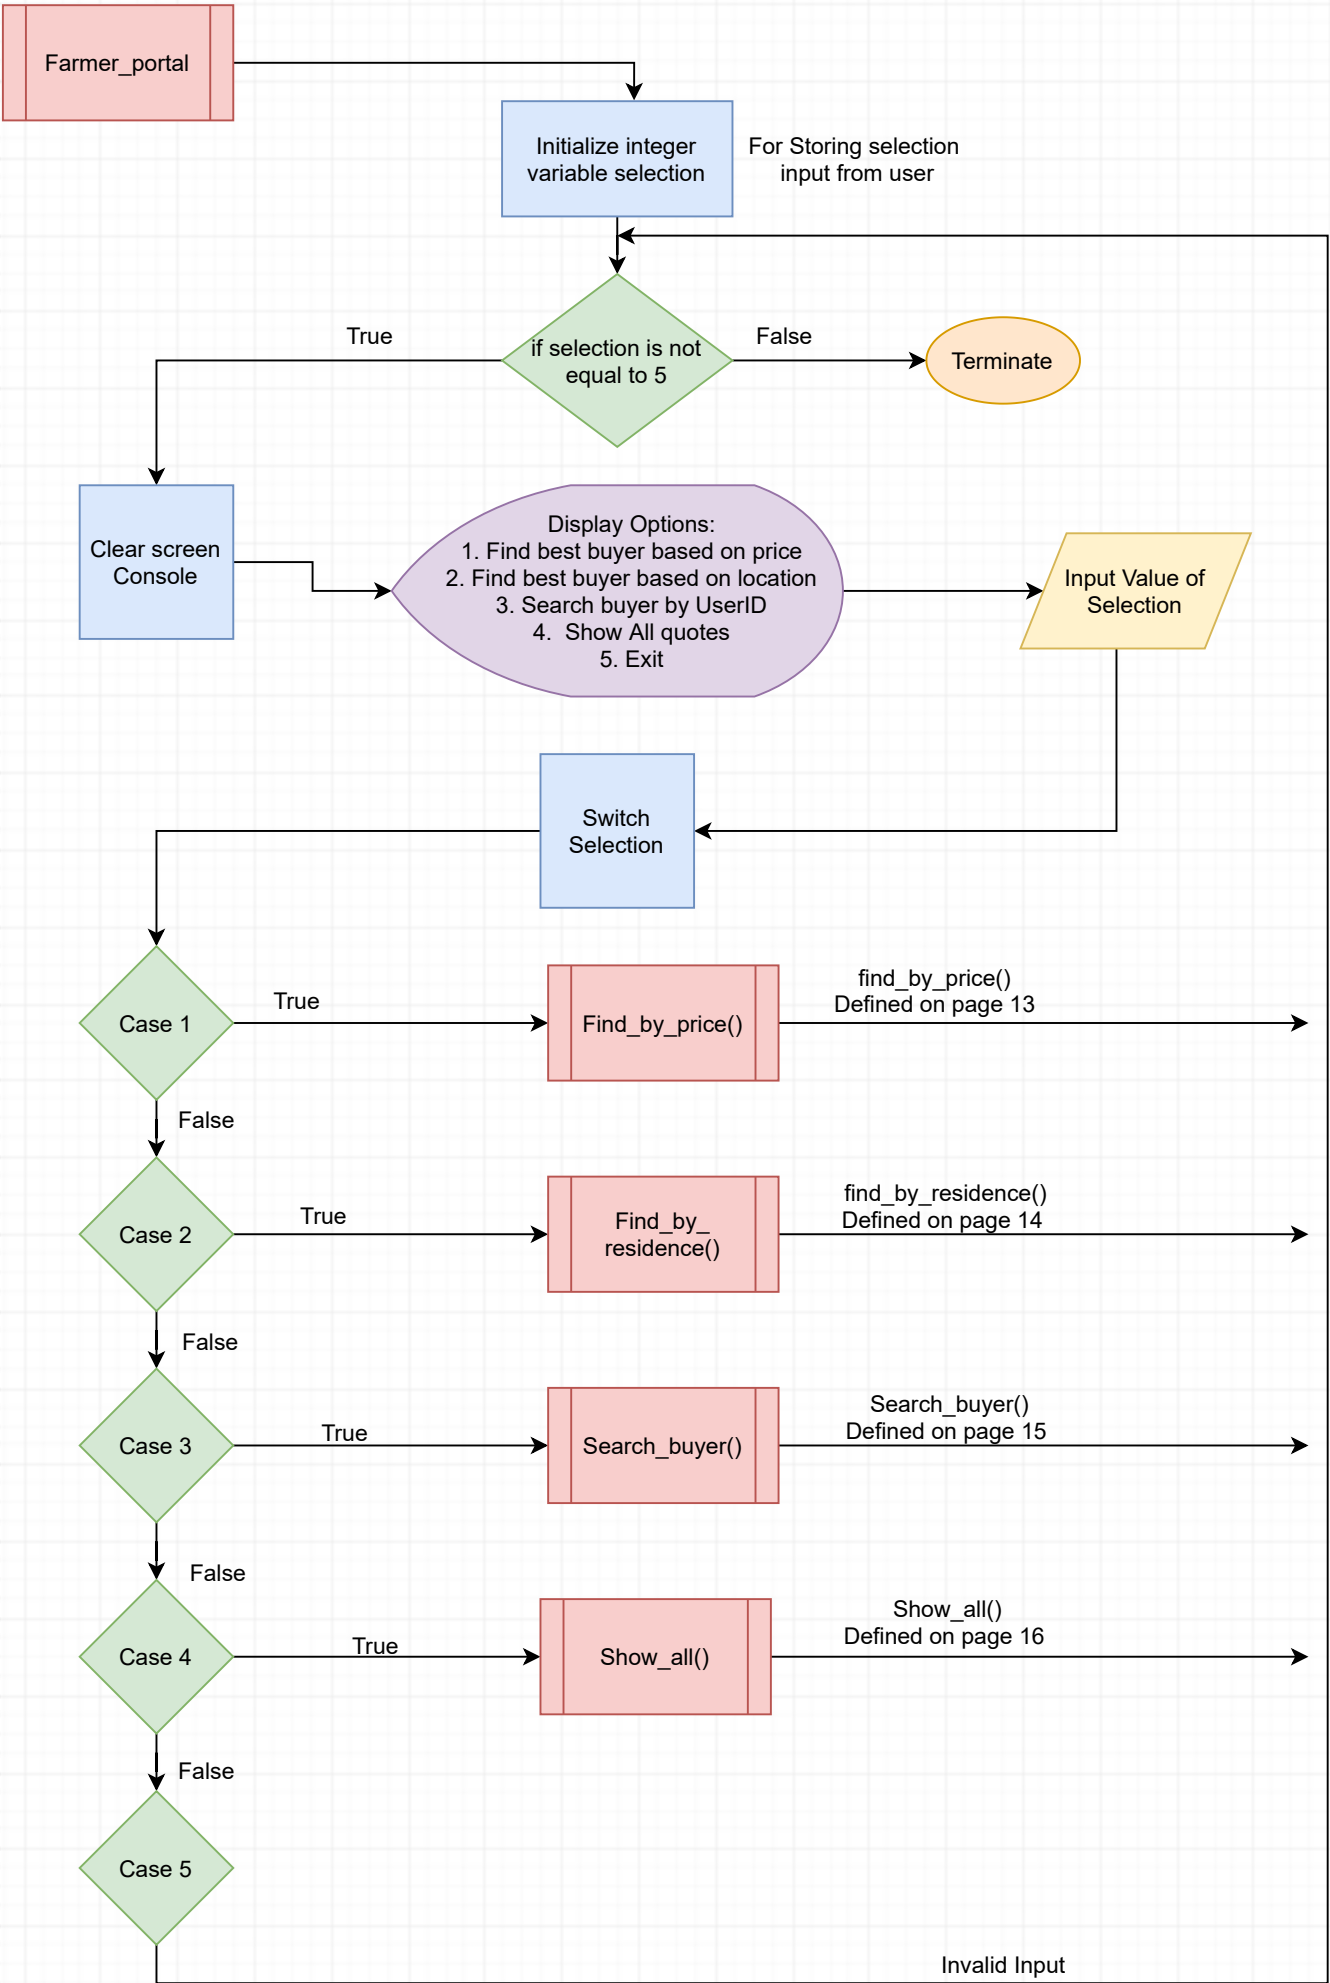 Farmer_portal
Initialize integer
variable selection
For Storing selection
input from user
True
if selection is not
equal to 5
False
Terminate
Clear screen
Console
Display Options:
1. Find best buyer based on price
2. Find best buyer based on location
3. Search buyer by UserID
4.  Show All quotes
5. Exit
Input Value of
Selection
Switch
Selection
Case 1
True
Find_by_price()
find_by_price()
Defined on page 13
False
Case 2
True
Find_by_
residence()
find_by_residence()
Defined on page 14
False
Case 3
True
Search_buyer()
Search_buyer()
Defined on page 15
False
Case 4
True
Show_all()
Show_all()
Defined on page 16
False
Case 5
Invalid Input